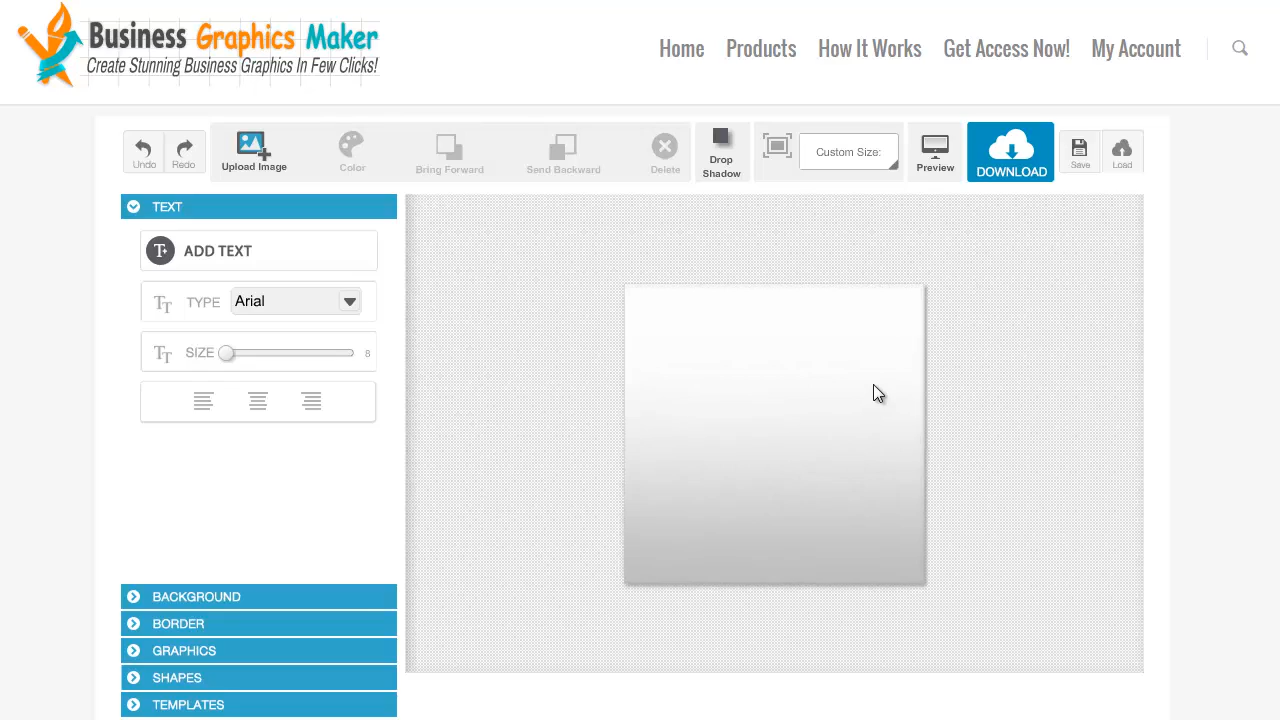 Business Graphics Maker
Create Stunning Business Graphics In Few Clicks!
Home Products How It Works Get Access Now! My Account
Undo Redo Upload Image Color Bring Forward Send Backward Delete Drop Shadow Custom Size: Preview DOWNLOAD Save Load
TEXT
T+ ADD TEXT
TT TYPE Arial
TT SIZE 8
BACKGROUND
BORDER
GRAPHICS
SHAPES
TEMPLATES